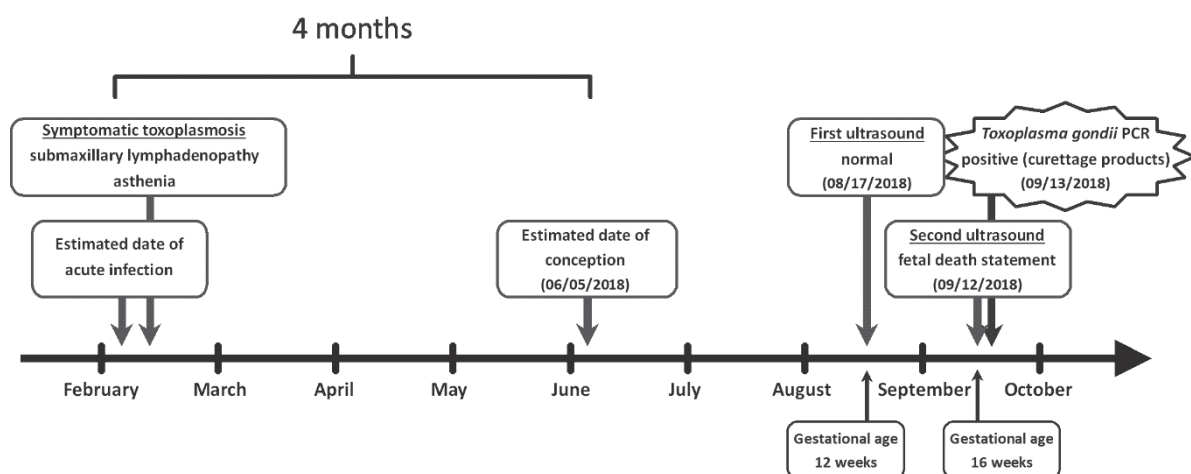 4 months
Symptomatic toxoplasmosis
submaxillary lymphadenopathy
asthenia
Estimated date of
acute infection
Estimated date of
conception
(06/05/2018)
First ultrasound
normal
(08/17/2018)
Toxoplasma gondii PCR
positive (curettage products)
(09/13/2018)
Second ultrasound
fetal death statement
(09/12/2018)
February March April May June July August September October
Gestational age
12 weeks
Gestational age
16 weeks